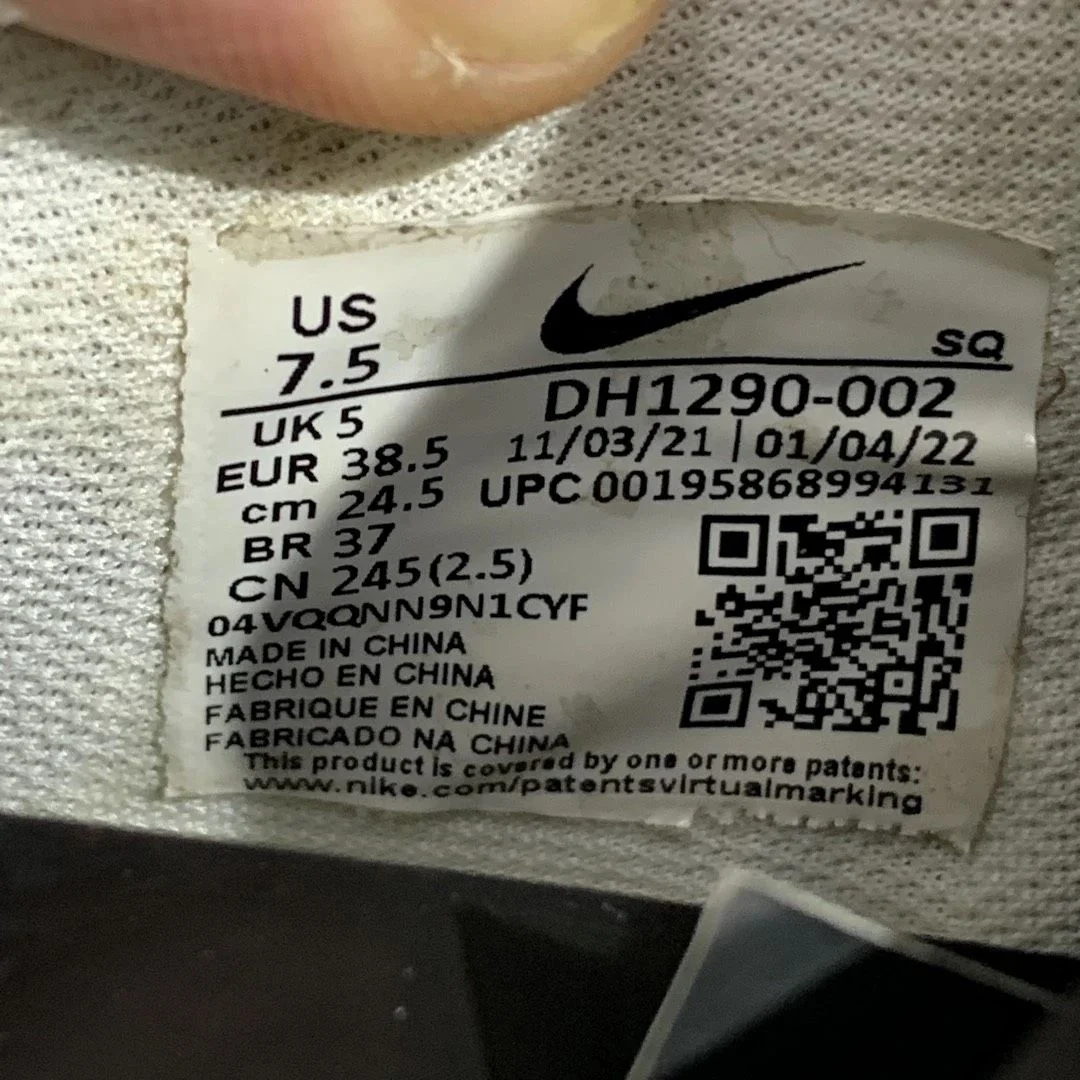 US
7.5
SQ
UK 5
EUR 38.5
cm 24.5
BR 37
CN 245(2.5)
DH1290-002
11/03/21 | 01/04/22
UPC 00195868994131
04VQQNN9N1CYF
MADE IN CHINA
HECHO EN CHINA
FABRIQUE EN CHINE
FABRICADO NA CHINA
This product is covered by one or more patents:
www.nike.com/patentsvirtualmarking